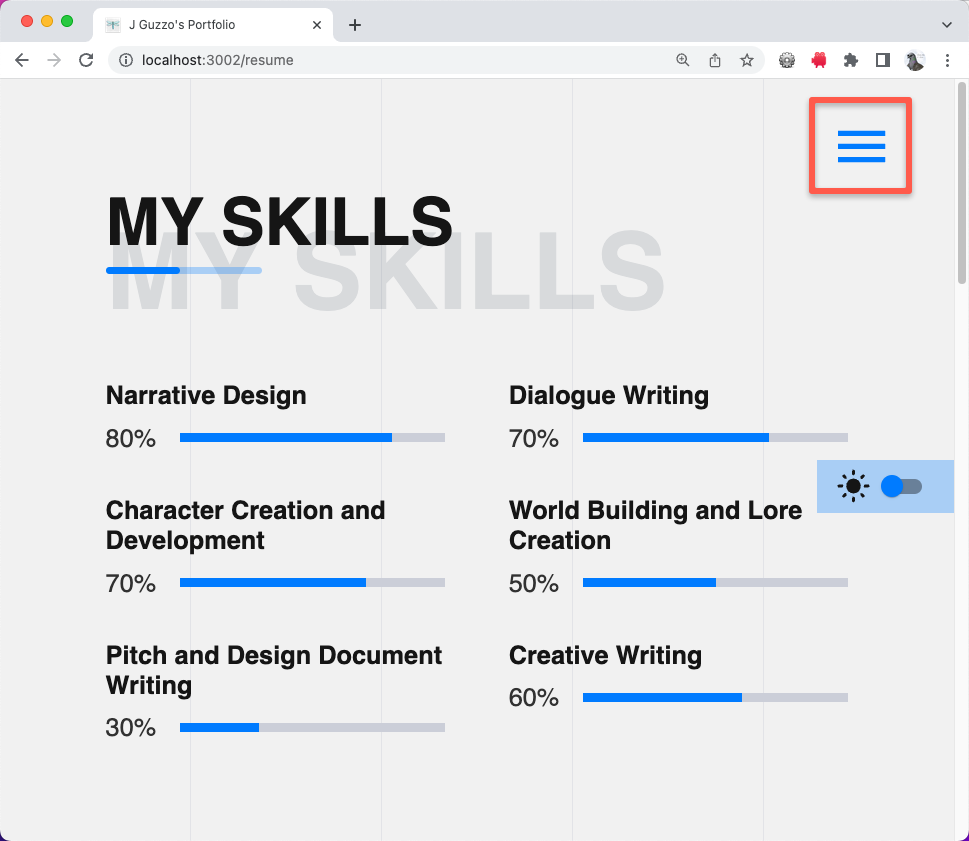 J Guzzo's Portfolio
localhost:3002/resume
MY SKILLS
MY SKILLS
Narrative Design
80%
Dialogue Writing
70%
Character Creation and
Development
70%
World Building and Lore
Creation
50%
Pitch and Design Document
Writing
30%
Creative Writing
60%